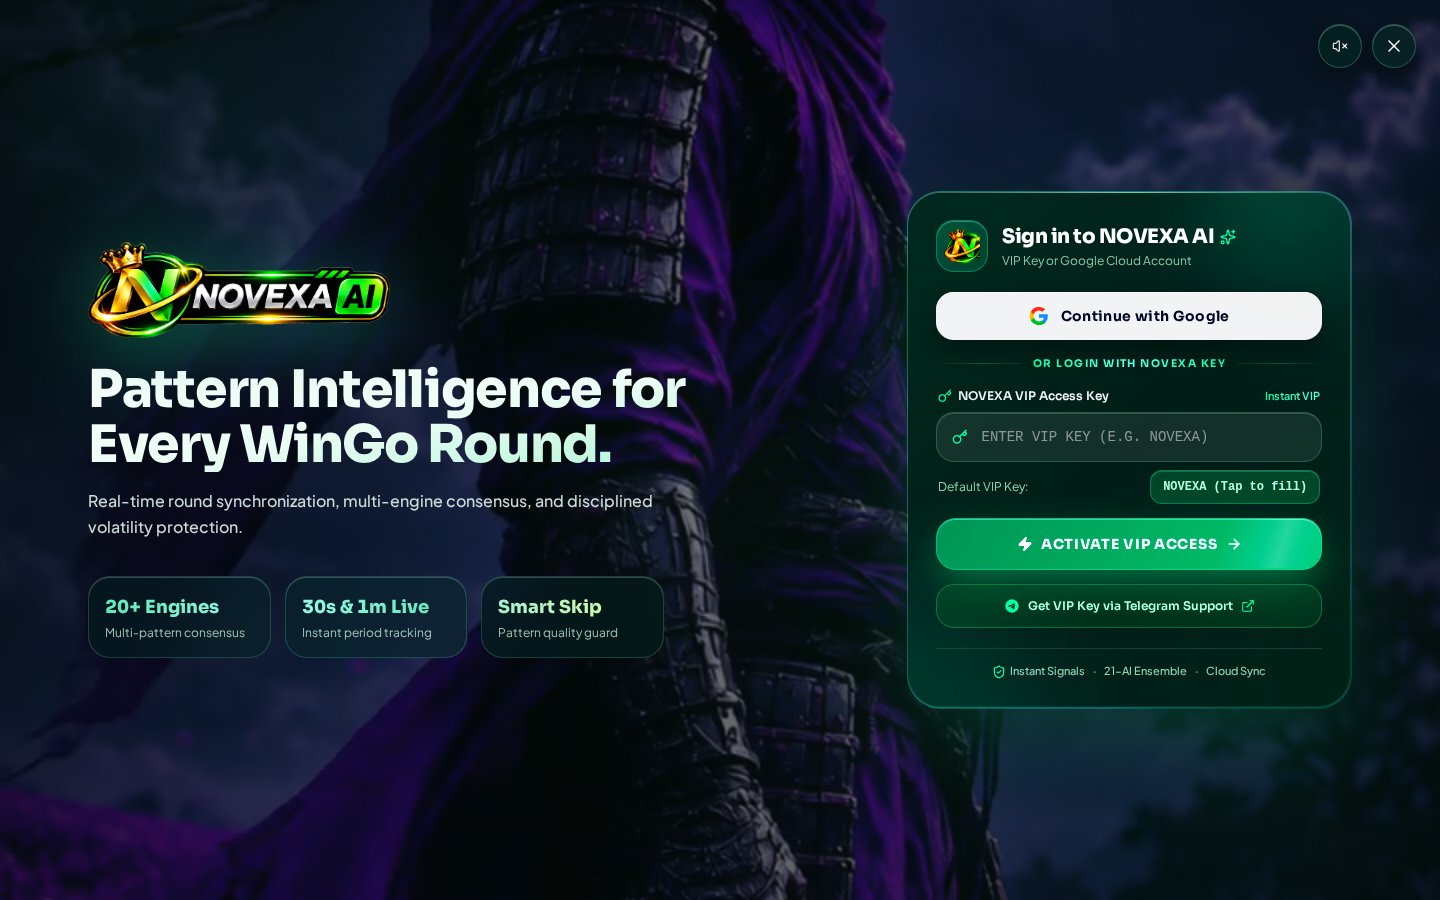 NOVEXA AI
Pattern Intelligence for
Every WinGo Round.
Real-time round synchronization, multi-engine consensus, and disciplined
volatility protection.
20+ Engines
Multi-pattern consensus
30s & 1m Live
Instant period tracking
Smart Skip
Pattern quality guard
Sign in to NOVEXA AI
VIP Key or Google Cloud Account
Continue with Google
OR LOGIN WITH NOVEXA KEY
NOVEXA VIP Access Key
Instant VIP
ENTER VIP KEY (E.G. NOVEXA)
Default VIP Key:
NOVEXA (Tap to fill)
ACTIVATE VIP ACCESS
Get VIP Key via Telegram Support
Instant Signals · 21-AI Ensemble · Cloud Sync